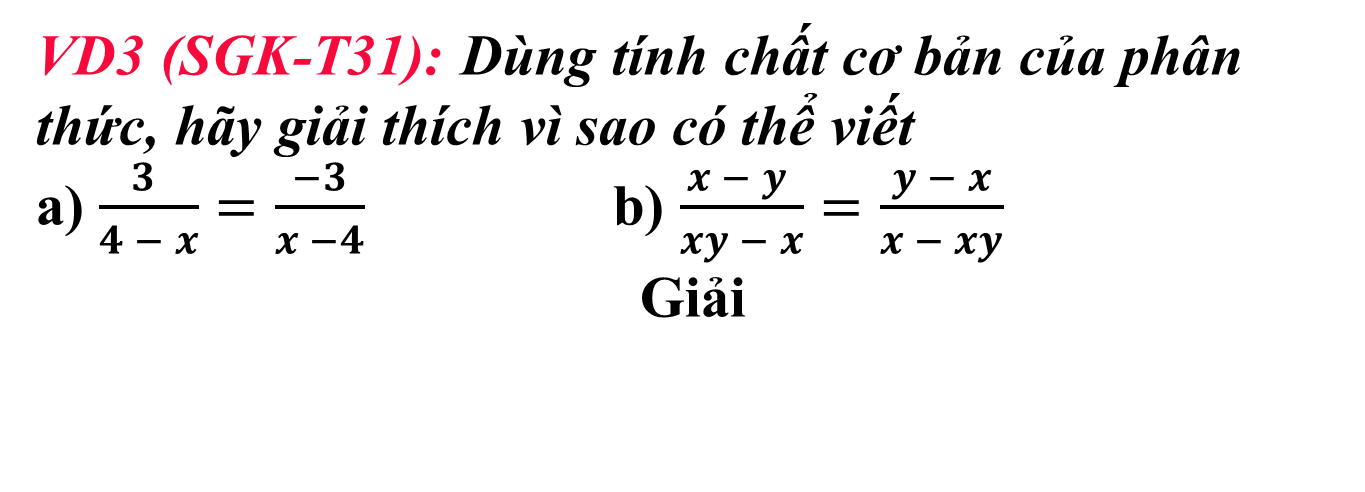 VD3 (SGK-T31): Dùng tính chất cơ bản của phân
thức, hãy giải thích vì sao có thể viết
a) 3/(4 − x) = −3/(x −4) b) (x − y)/(xy − x) = (y − x)/(x − xy)
Giải